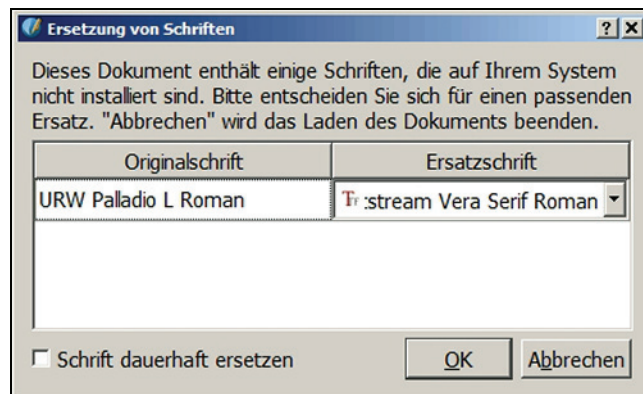 Ersetzung von Schriften
Dieses Dokument enthält einige Schriften, die auf Ihrem System
nicht installiert sind. Bitte entscheiden Sie sich für einen passenden
Ersatz. "Abbrechen" wird das Laden des Dokuments beenden.
Originalschrift Ersatzschrift
URW Palladio L Roman :stream Vera Serif Roman
Schrift dauerhaft ersetzen OK Abbrechen